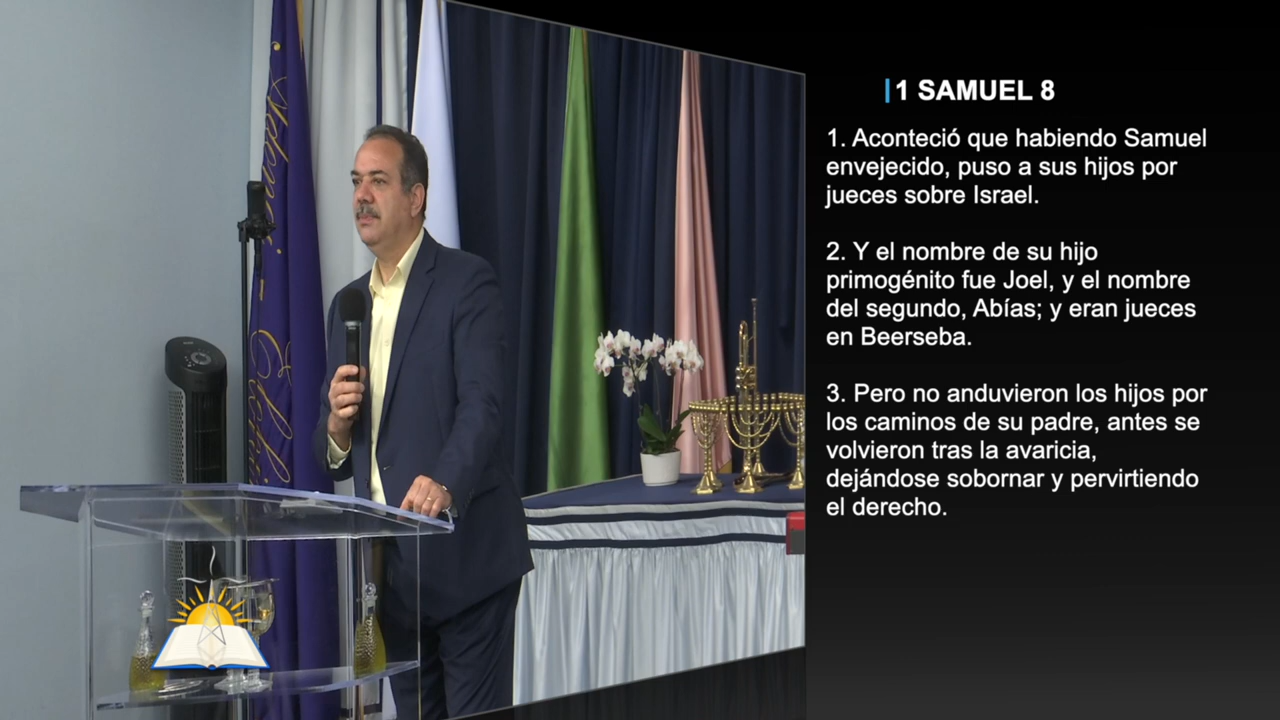 1 SAMUEL 8
1. Aconteció que habiendo Samuel
envejecido, puso a sus hijos por
jueces sobre Israel.
2. Y el nombre de su hijo
primogénito fue Joel, y el nombre
del segundo, Abías; y eran jueces
en Beerseba.
3. Pero no anduvieron los hijos por
los caminos de su padre, antes se
volvieron tras la avaricia,
dejándose sobornar y pervirtiendo
el derecho.